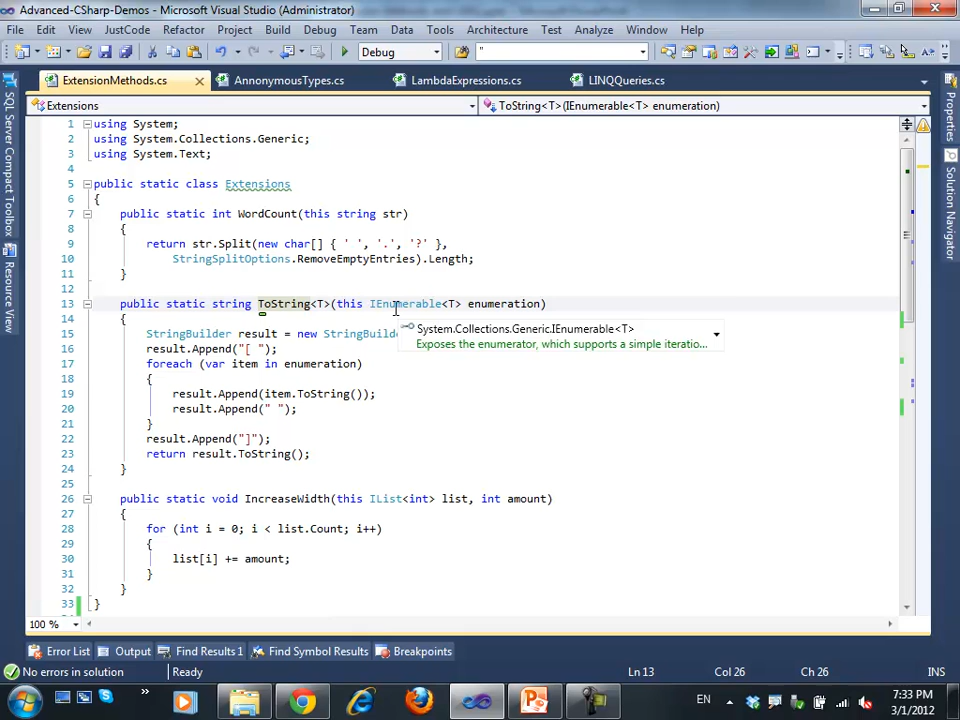 Advanced-CSharp-Demos - Microsoft Visual Studio (Administrator)
File Edit View JustCode Refactor Project Build Debug Team Data Tools Architecture Test Analyze Window Help
Debug "
ExtensionMethods.cs AnnonymousTypes.cs LambdaExpressions.cs LINQQueries.cs
Extensions ToString<T>(IEnumerable<T> enumeration)
SQL Server Compact Toolbox
Resource View
Properties
Solution Navigator
1 using System;
2 using System.Collections.Generic;
3 using System.Text;
4
5 public static class Extensions
6 {
7 public static int WordCount(this string str)
8 {
9 return str.Split(new char[] { ' ', '.', '?' },
10 StringSplitOptions.RemoveEmptyEntries).Length;
11 }
12
13 public static string ToString<T>(this IEnumerable<T> enumeration)
14 {
System.Collections.Generic.IEnumerable<T>
15 StringBuilder result = new StringBuilde
Exposes the enumerator, which supports a simple iteratio...
16 result.Append("[ ");
17 foreach (var item in enumeration)
18 {
19 result.Append(item.ToString());
20 result.Append(" ");
21 }
22 result.Append("]");
23 return result.ToString();
24 }
25
26 public static void IncreaseWidth(this IList<int> list, int amount)
27 {
28 for (int i = 0; i < list.Count; i++)
29 {
30 list[i] += amount;
31 }
32 }
33 }
100 %
Error List Output Find Results 1 Find Symbol Results Breakpoints
No errors in solution Ready Ln 13 Col 26 Ch 26 INS
EN 7:33 PM
3/1/2012